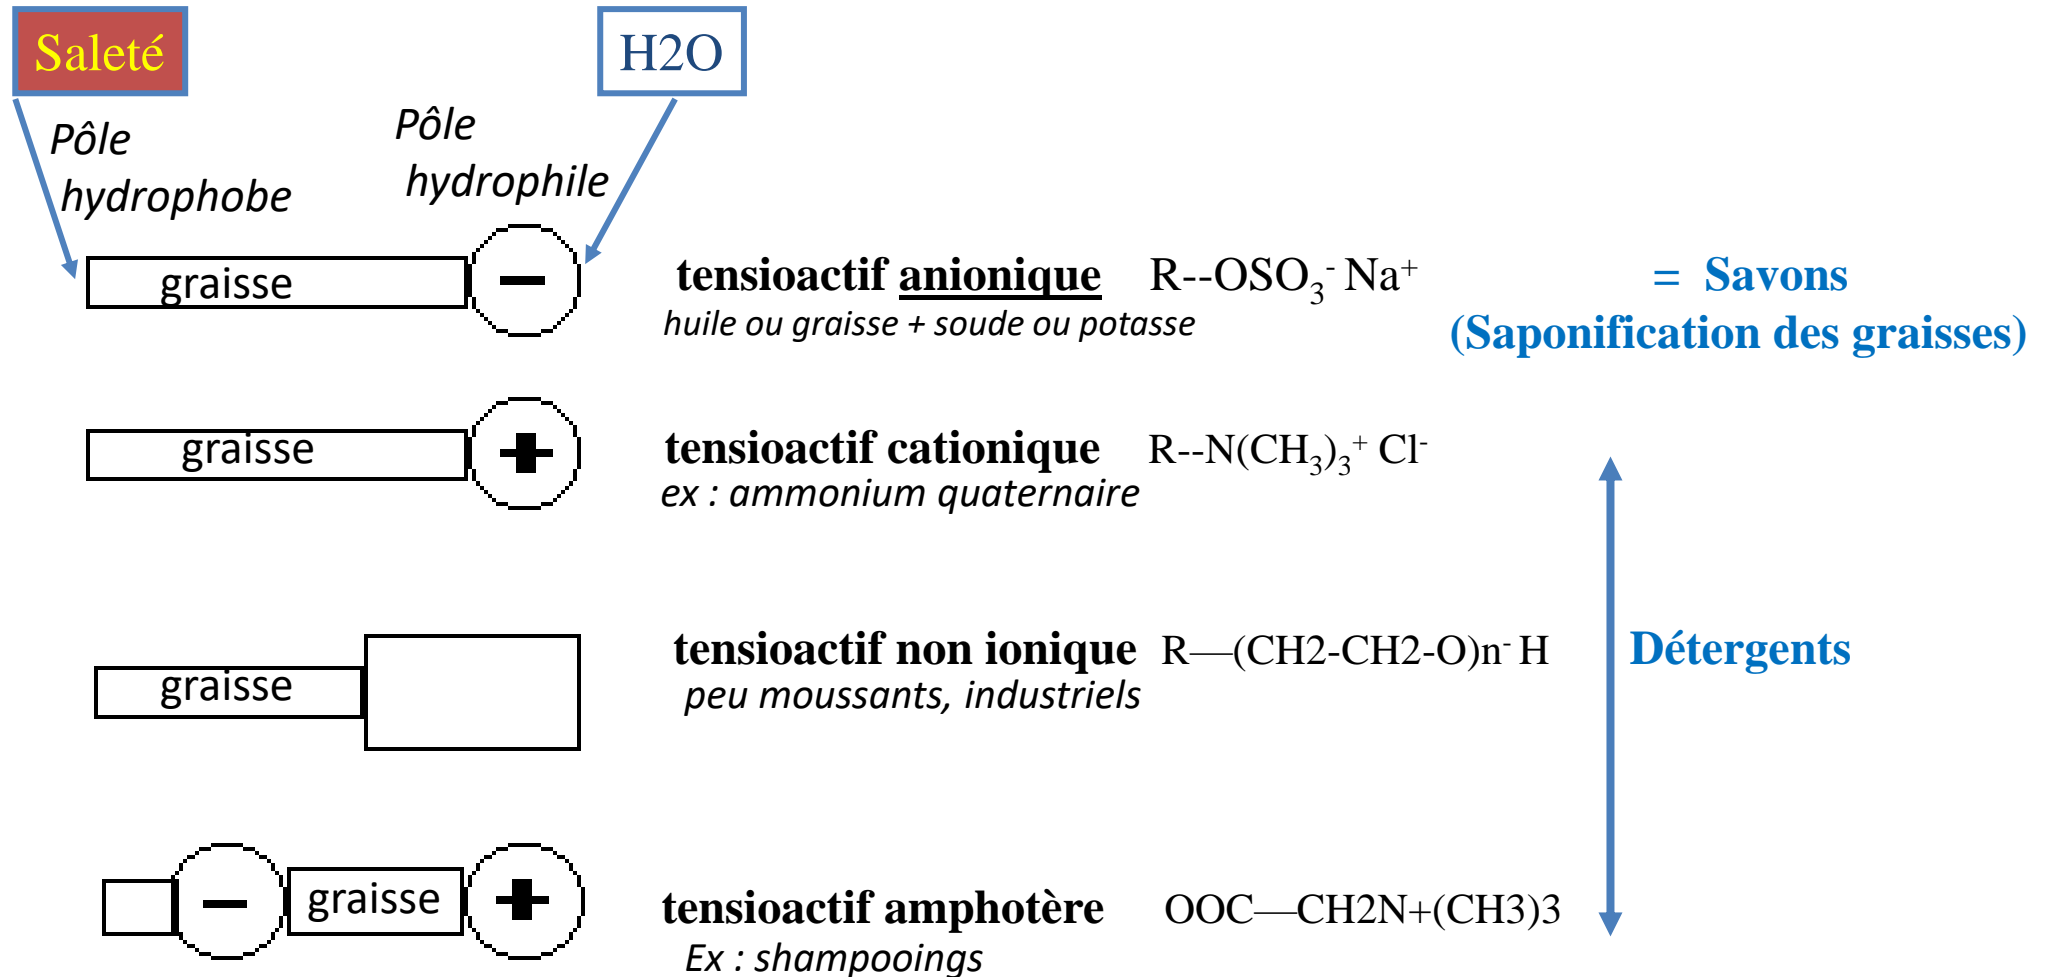 Saleté
H2O
Pôle
hydrophobe
Pôle
hydrophile
graisse
−
tensioactif anionique R--OSO₃⁻ Na⁺ = Savons
huile ou graisse + soude ou potasse (Saponification des graisses)
graisse
+
tensioactif cationique R--N(CH₃)₃⁺ Cl⁻
ex : ammonium quaternaire
graisse
tensioactif non ionique R—(CH2-CH2-O)n⁻ H
peu moussants, industriels
Détergents
−
graisse
+
tensioactif amphotère OOC—CH2N+(CH3)3
Ex : shampooings